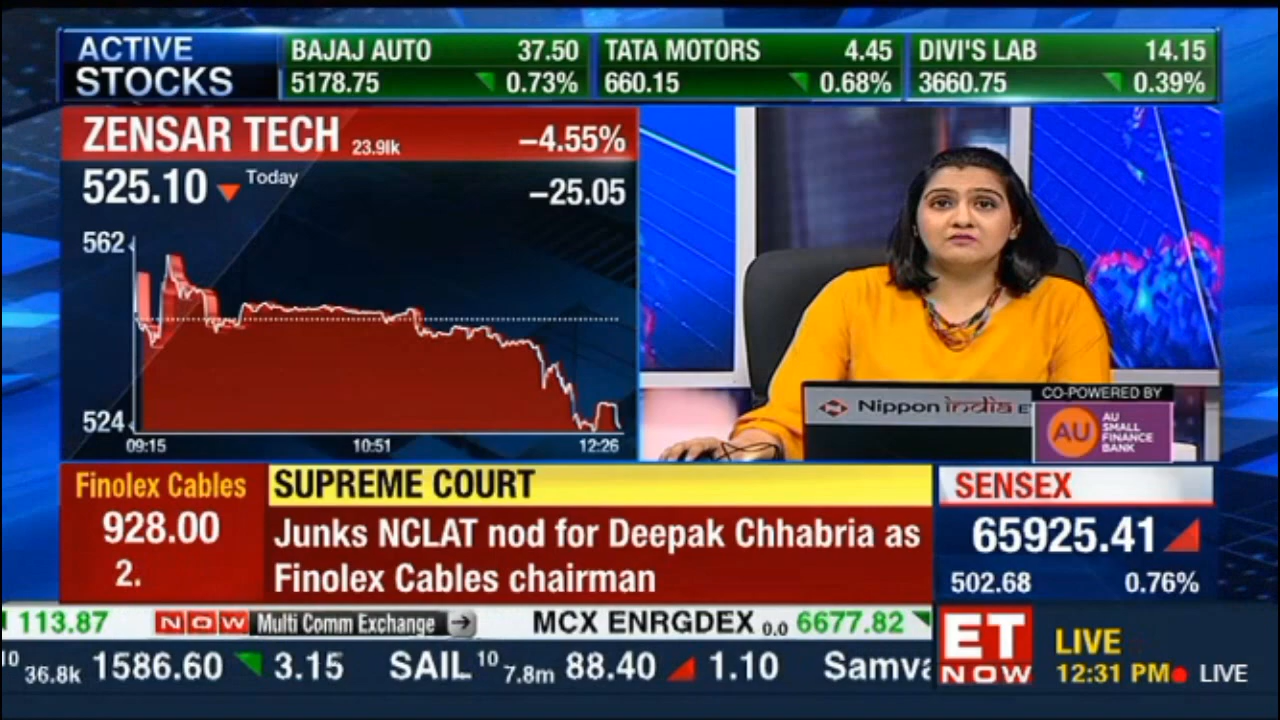 ACTIVE
STOCKS
BAJAJ AUTO 37.50
5178.75 0.73%
TATA MOTORS 4.45
660.15 0.68%
DIVI'S LAB 14.15
3660.75 0.39%
ZENSAR TECH 23.9lk -4.55%
525.10 Today -25.05
562
524
09:15 10:51 12:26
Nippon india E
CO-POWERED BY
AU
AU
SMALL
FINANCE
BANK
Finolex Cables
928.00
2.
SUPREME COURT
Junks NCLAT nod for Deepak Chhabria as
Finolex Cables chairman
SENSEX
65925.41
502.68 0.76%
113.87 NOW Multi Comm Exchange MCX ENRGDEX 0.0 6677.82
10 36.8k 1586.60 3.15 SAIL 10 7.8m 88.40 1.10 Samva
ET
NOW
LIVE
12:31 PM LIVE